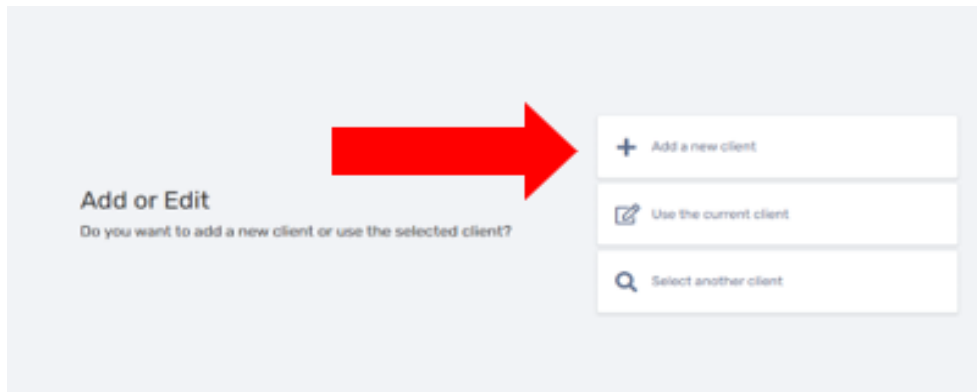 Add or Edit
Do you want to add a new client or use the selected client?
Add a new client
Use the current client
Select another client